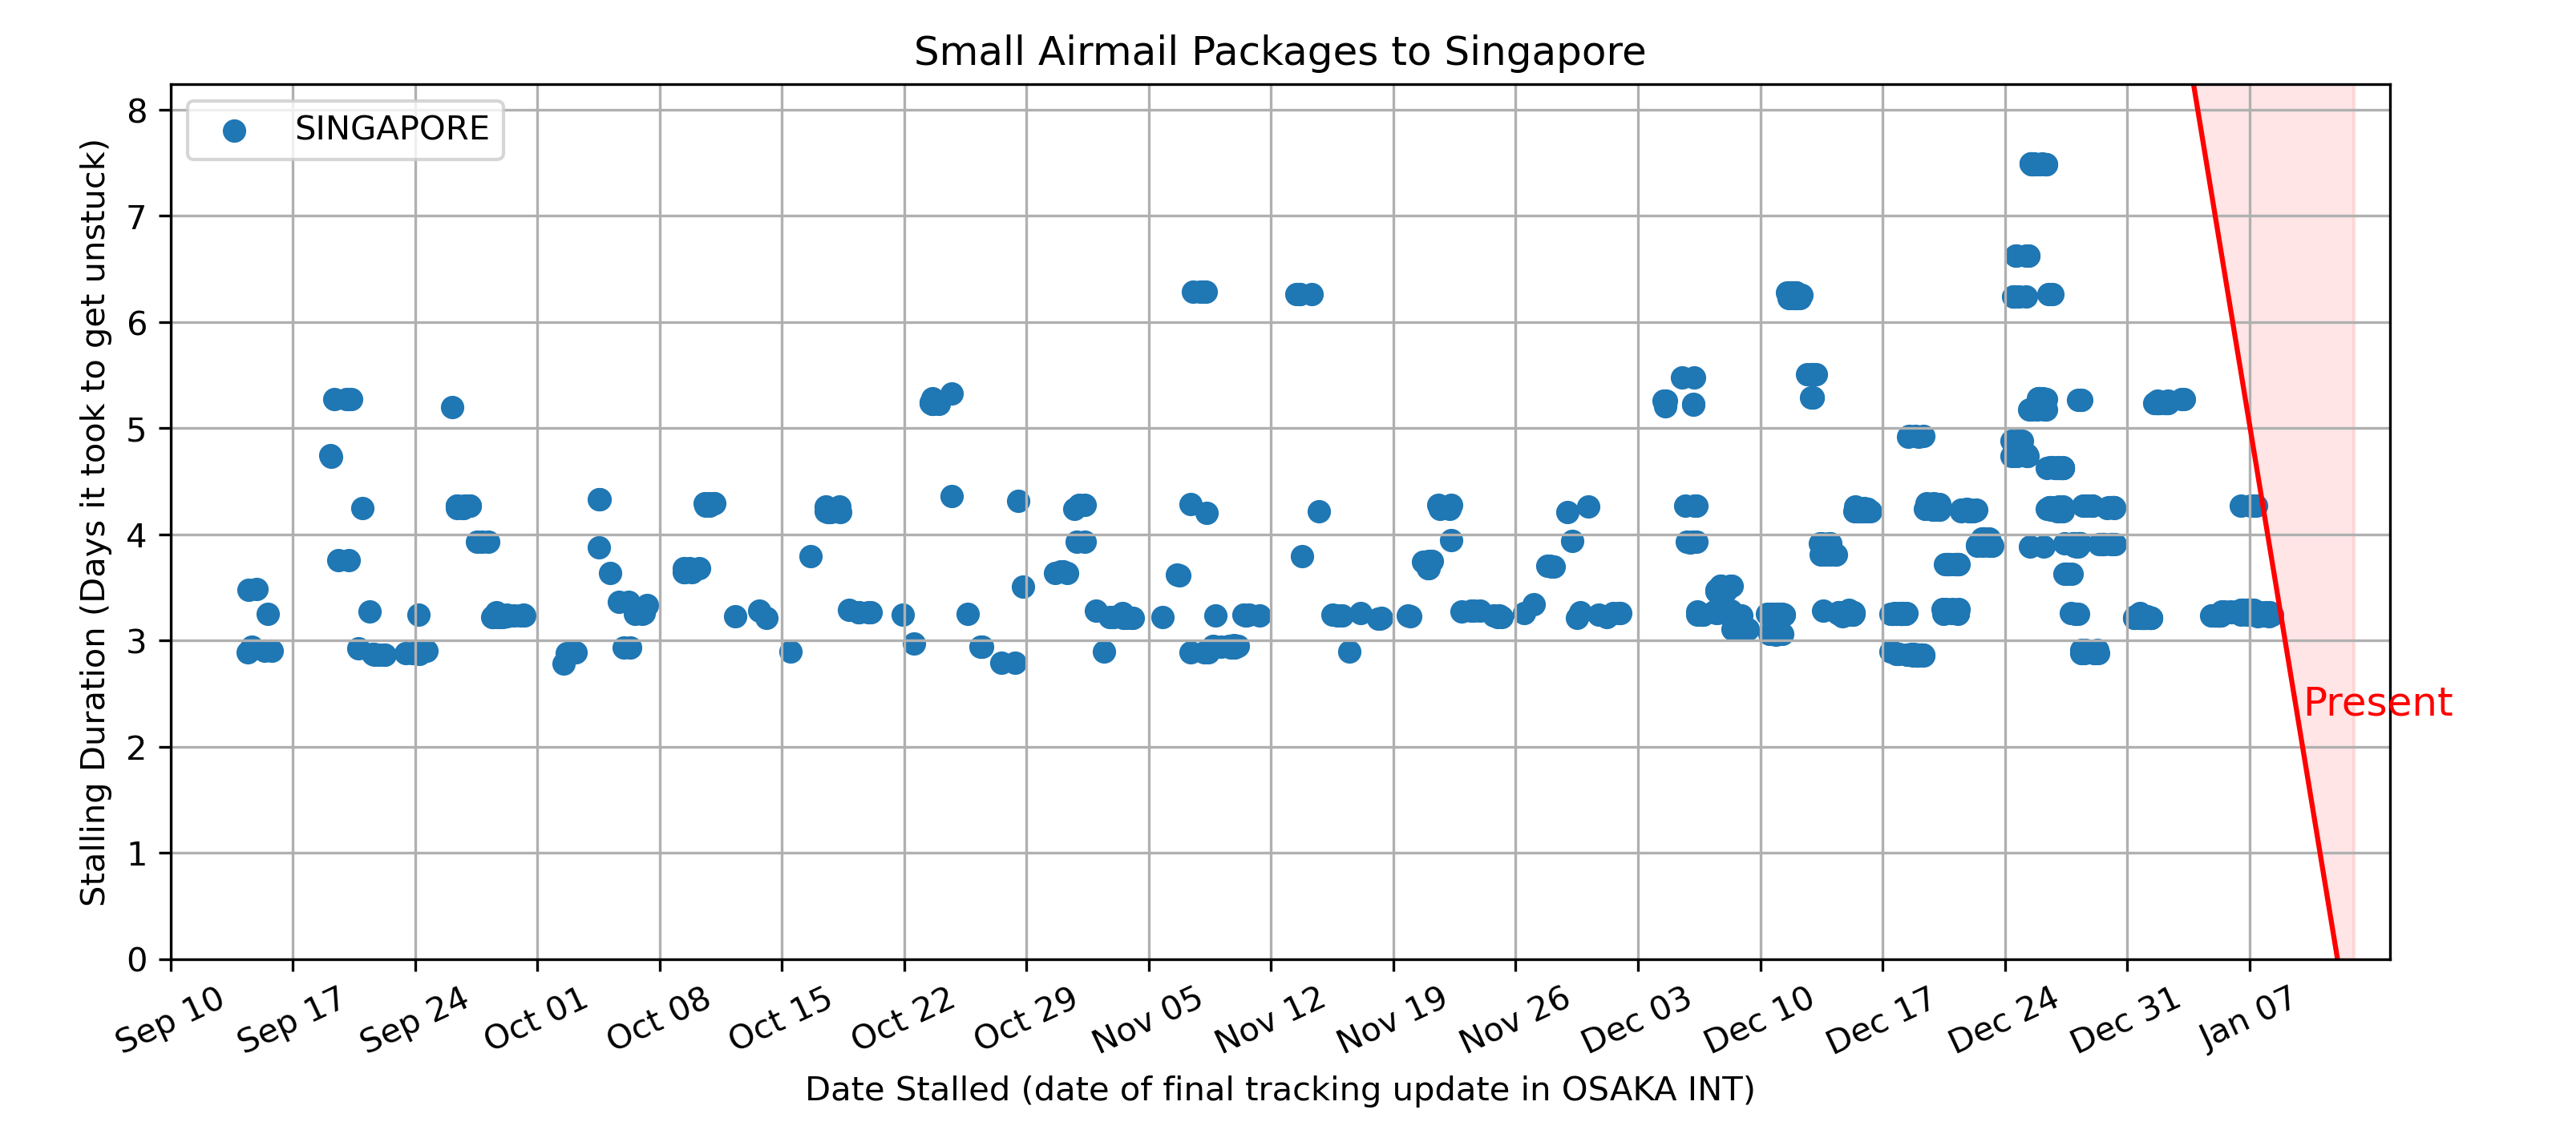 Small Airmail Packages to Singapore
SINGAPORE
Stalling Duration (Days it took to get unstuck)
8
7
6
5
4
3
2
1
0
Present
Sep 10
Sep 17
Sep 24
Oct 01
Oct 08
Oct 15
Oct 22
Oct 29
Nov 05
Nov 12
Nov 19
Nov 26
Dec 03
Dec 10
Dec 17
Dec 24
Dec 31
Jan 07
Date Stalled (date of final tracking update in OSAKA INT)